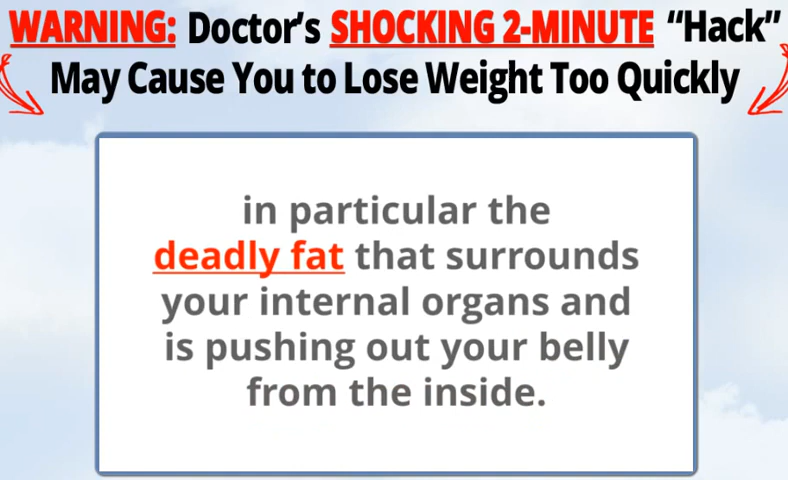 WARNING: Doctor's SHOCKING 2-MINUTE “Hack”
May Cause You to Lose Weight Too Quickly
in particular the
deadly fat that surrounds
your internal organs and
is pushing out your belly
from the inside.